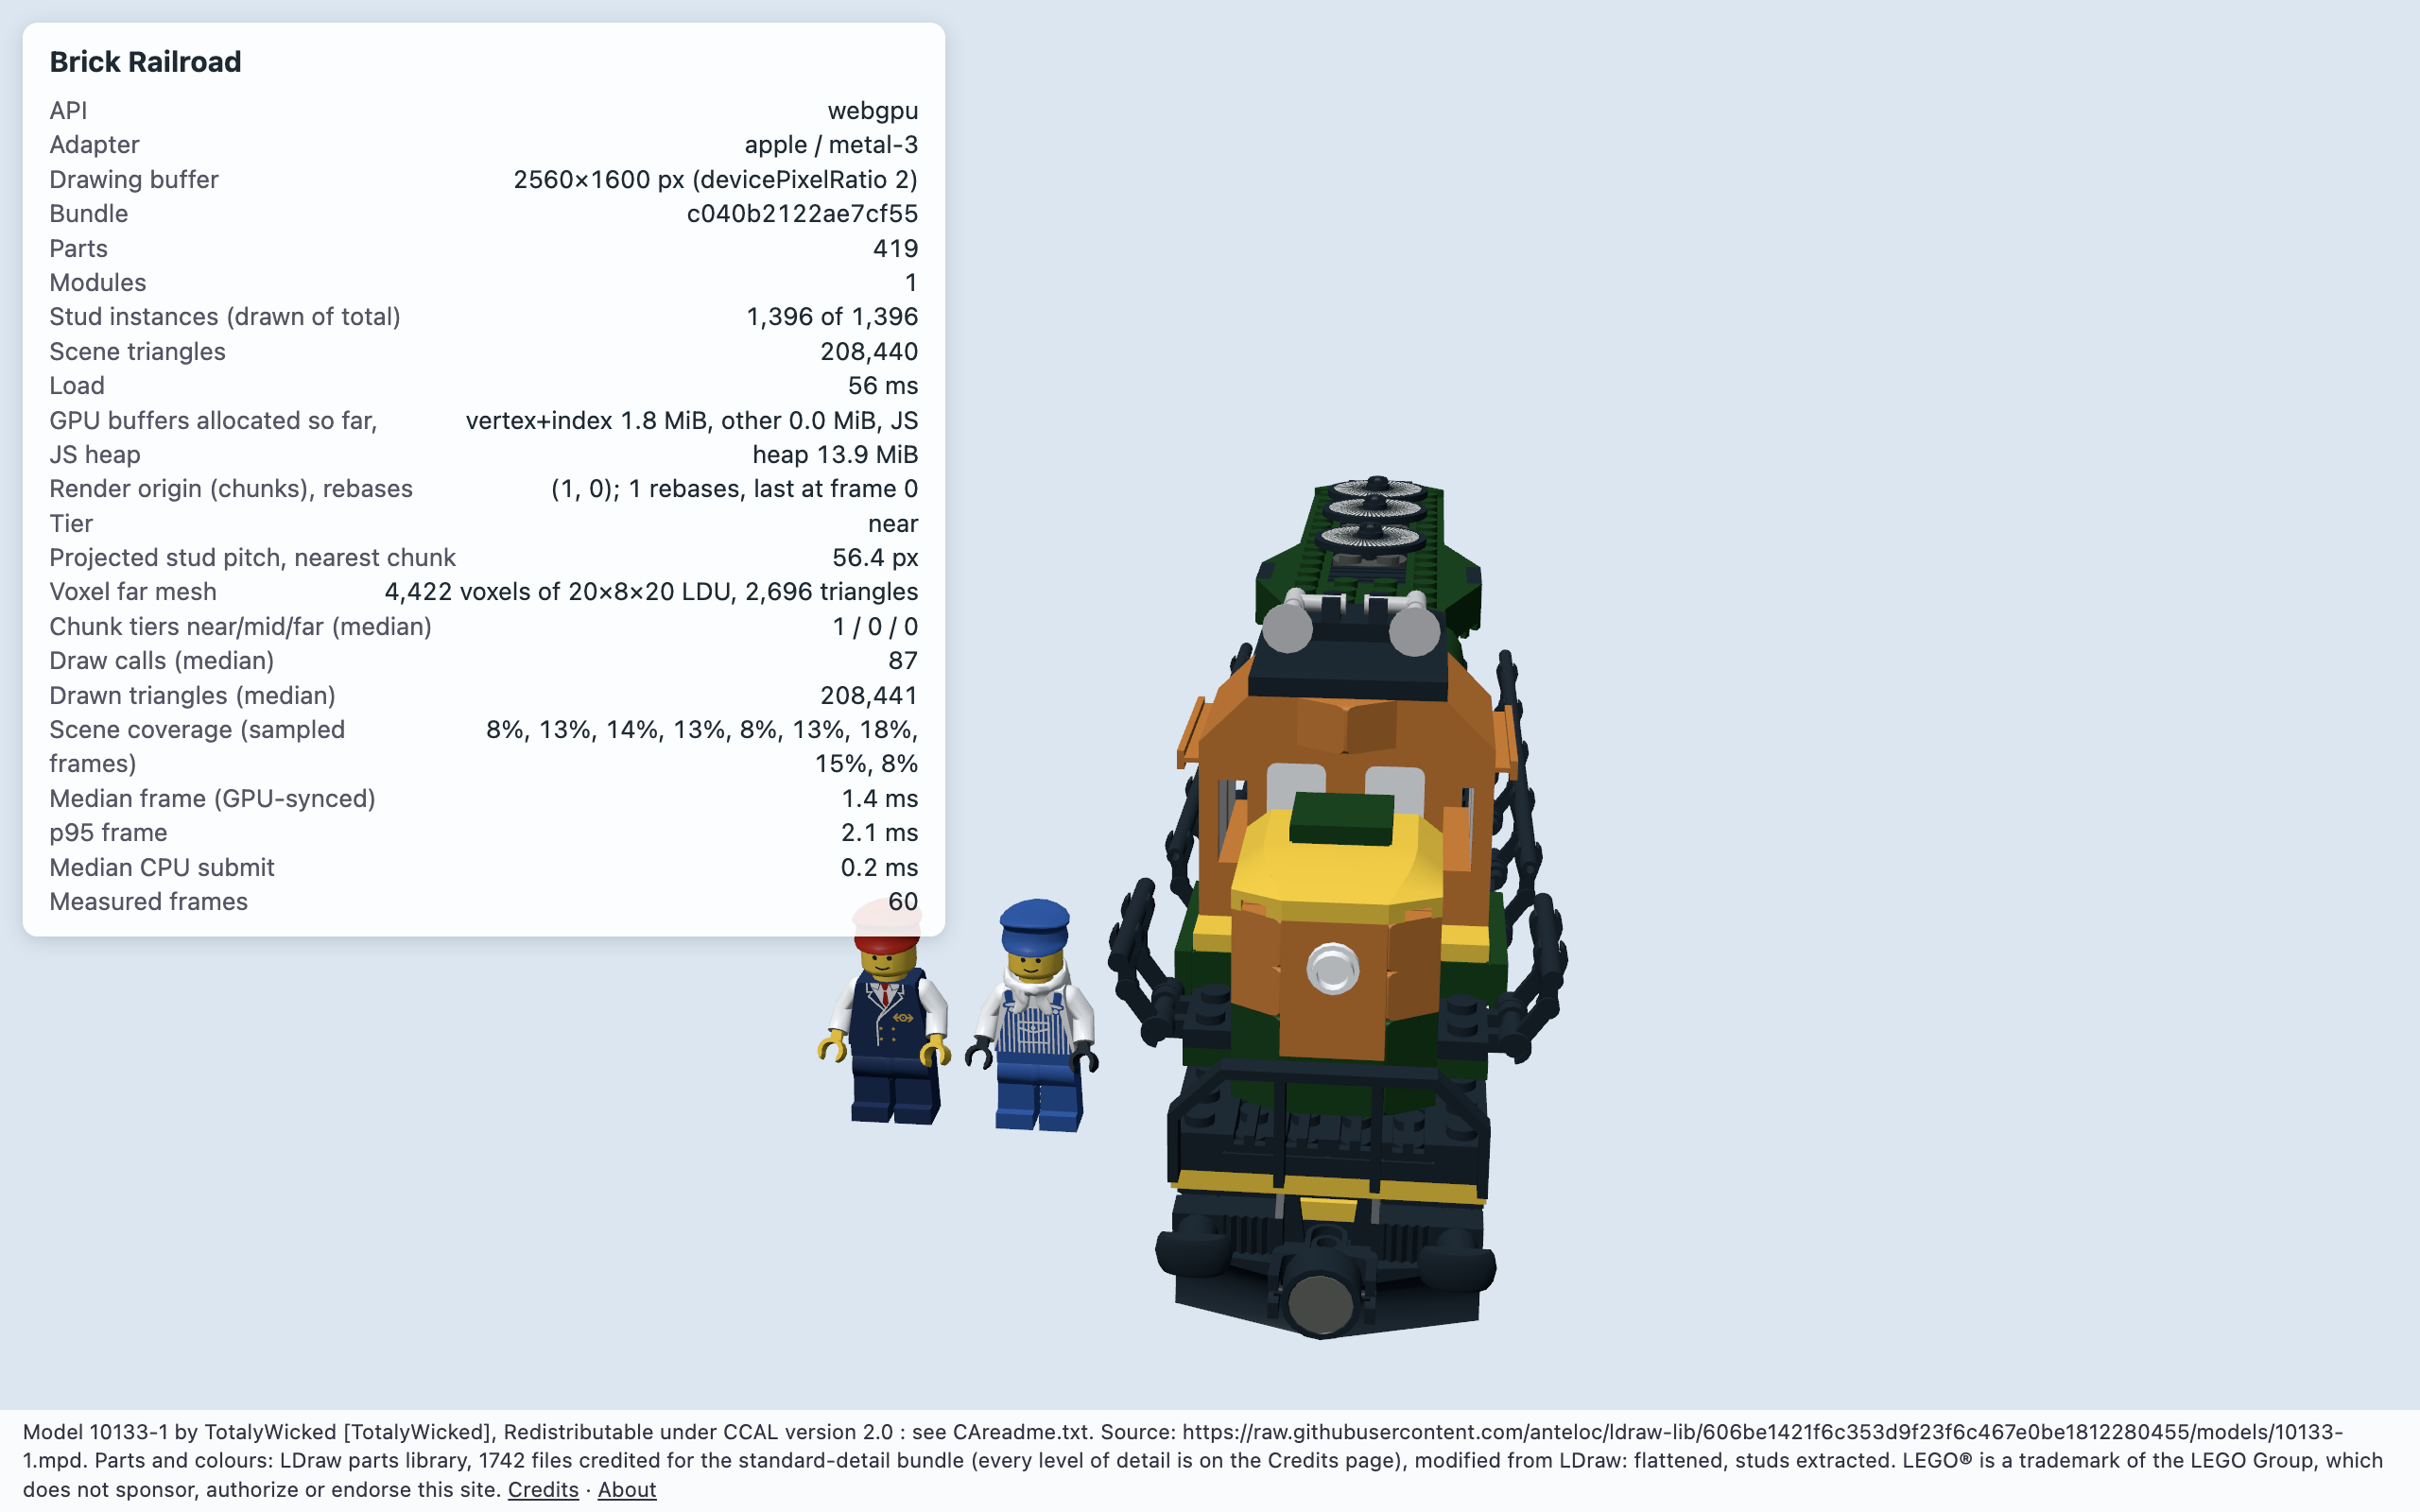 Brick Railroad
API webgpu
Adapter apple / metal-3
Drawing buffer 2560×1600 px (devicePixelRatio 2)
Bundle c040b2122ae7cf55
Parts 419
Modules 1
Stud instances (drawn of total) 1,396 of 1,396
Scene triangles 208,440
Load 56 ms
GPU buffers allocated so far, vertex+index 1.8 MiB, other 0.0 MiB, JS
JS heap heap 13.9 MiB
Render origin (chunks), rebases (1, 0); 1 rebases, last at frame 0
Tier near
Projected stud pitch, nearest chunk 56.4 px
Voxel far mesh 4,422 voxels of 20×8×20 LDU, 2,696 triangles
Chunk tiers near/mid/far (median) 1 / 0 / 0
Draw calls (median) 87
Drawn triangles (median) 208,441
Scene coverage (sampled 8%, 13%, 14%, 13%, 8%, 13%, 18%,
frames) 15%, 8%
Median frame (GPU-synced) 1.4 ms
p95 frame 2.1 ms
Median CPU submit 0.2 ms
Measured frames 60
Model 10133-1 by TotalyWicked [TotalyWicked], Redistributable under CCAL version 2.0 : see CAreadme.txt. Source: https://raw.githubusercontent.com/anteloc/ldraw-lib/606be1421f6c353d9f23f6c467e0be1812280455/models/10133-
1.mpd. Parts and colours: LDraw parts library, 1742 files credited for the standard-detail bundle (every level of detail is on the Credits page), modified from LDraw: flattened, studs extracted. LEGO® is a trademark of the LEGO Group, which
does not sponsor, authorize or endorse this site. Credits · About